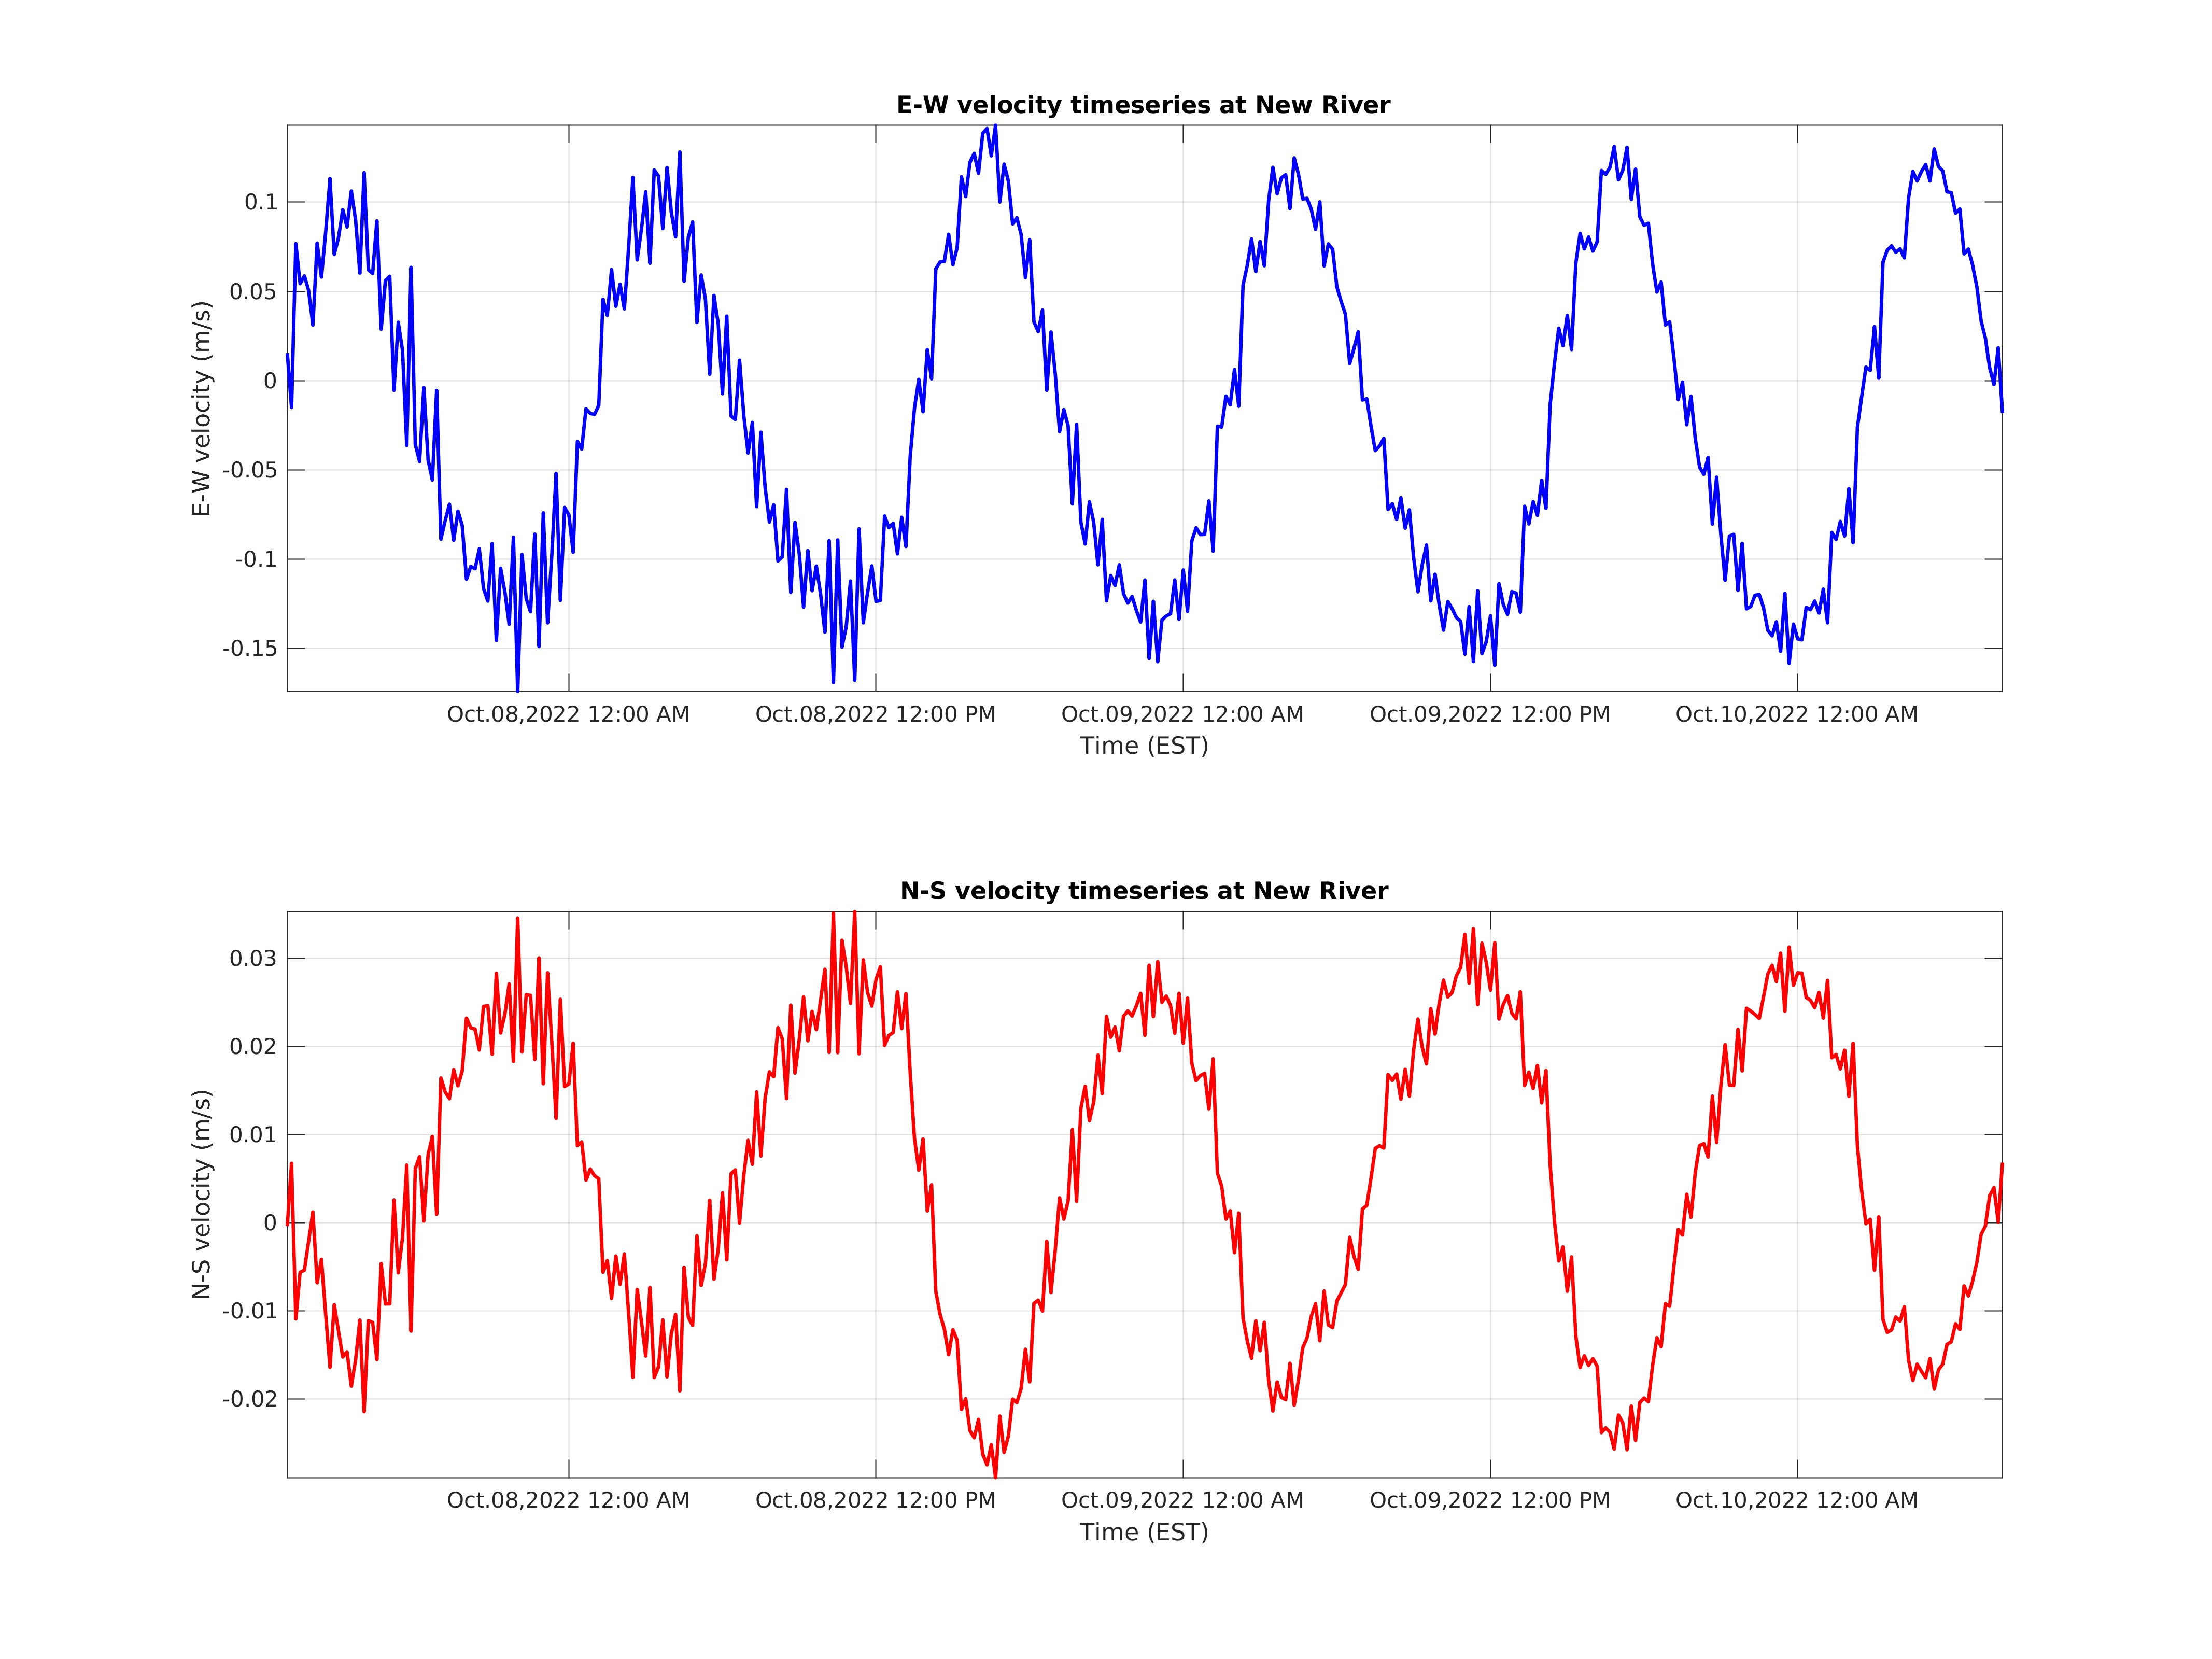 E-W velocity timeseries at New River
E-W velocity (m/s)
0.1
0.05
0
-0.05
-0.1
-0.15
Oct.08,2022 12:00 AM
Oct.08,2022 12:00 PM
Oct.09,2022 12:00 AM
Oct.09,2022 12:00 PM
Oct.10,2022 12:00 AM
Time (EST)
N-S velocity timeseries at New River
N-S velocity (m/s)
0.03
0.02
0.01
0
-0.01
-0.02
Oct.08,2022 12:00 AM
Oct.08,2022 12:00 PM
Oct.09,2022 12:00 AM
Oct.09,2022 12:00 PM
Oct.10,2022 12:00 AM
Time (EST)